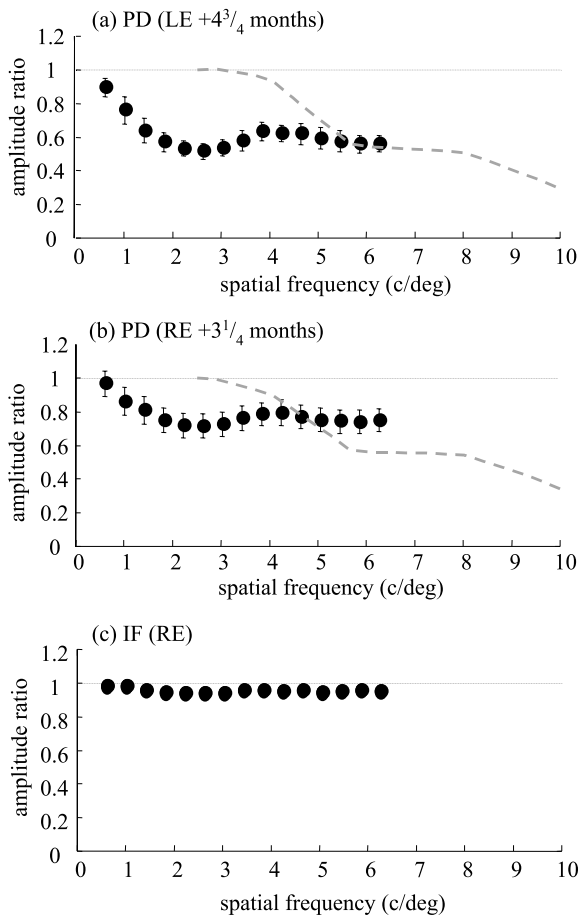 (a) PD (LE +4³/₄ months)
1.2
1
0.8
0.6
0.4
0.2
0
amplitude ratio
0 1 2 3 4 5 6 7 8 9 10
spatial frequency (c/deg)
(b) PD (RE +3¹/₄ months)
1.2
1
0.8
0.6
0.4
0.2
0
amplitude ratio
0 1 2 3 4 5 6 7 8 9 10
spatial frequency (c/deg)
(c) IF (RE)
1.2
1
0.8
0.6
0.4
0.2
0
amplitude ratio
0 1 2 3 4 5 6 7 8 9 10
spatial frequency (c/deg)